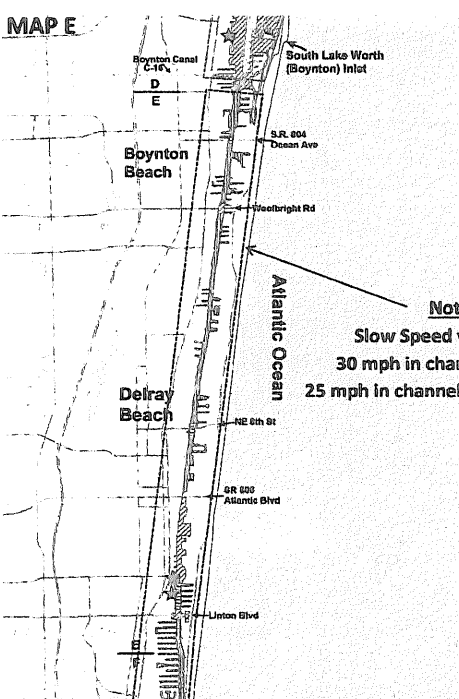 MAP E
South Lake Worth
(Boynton) Inlet
Boynton Canal
C-16
D
E
S.R. 804
Ocean Ave
Boynton
Beach
Woolbright Rd
Atlantic Ocean
Not
Slow Speed
30 mph in chan
25 mph in channel
Delray
Beach
NE 8th St
SR 806
Atlantic Blvd
Linton Blvd
E